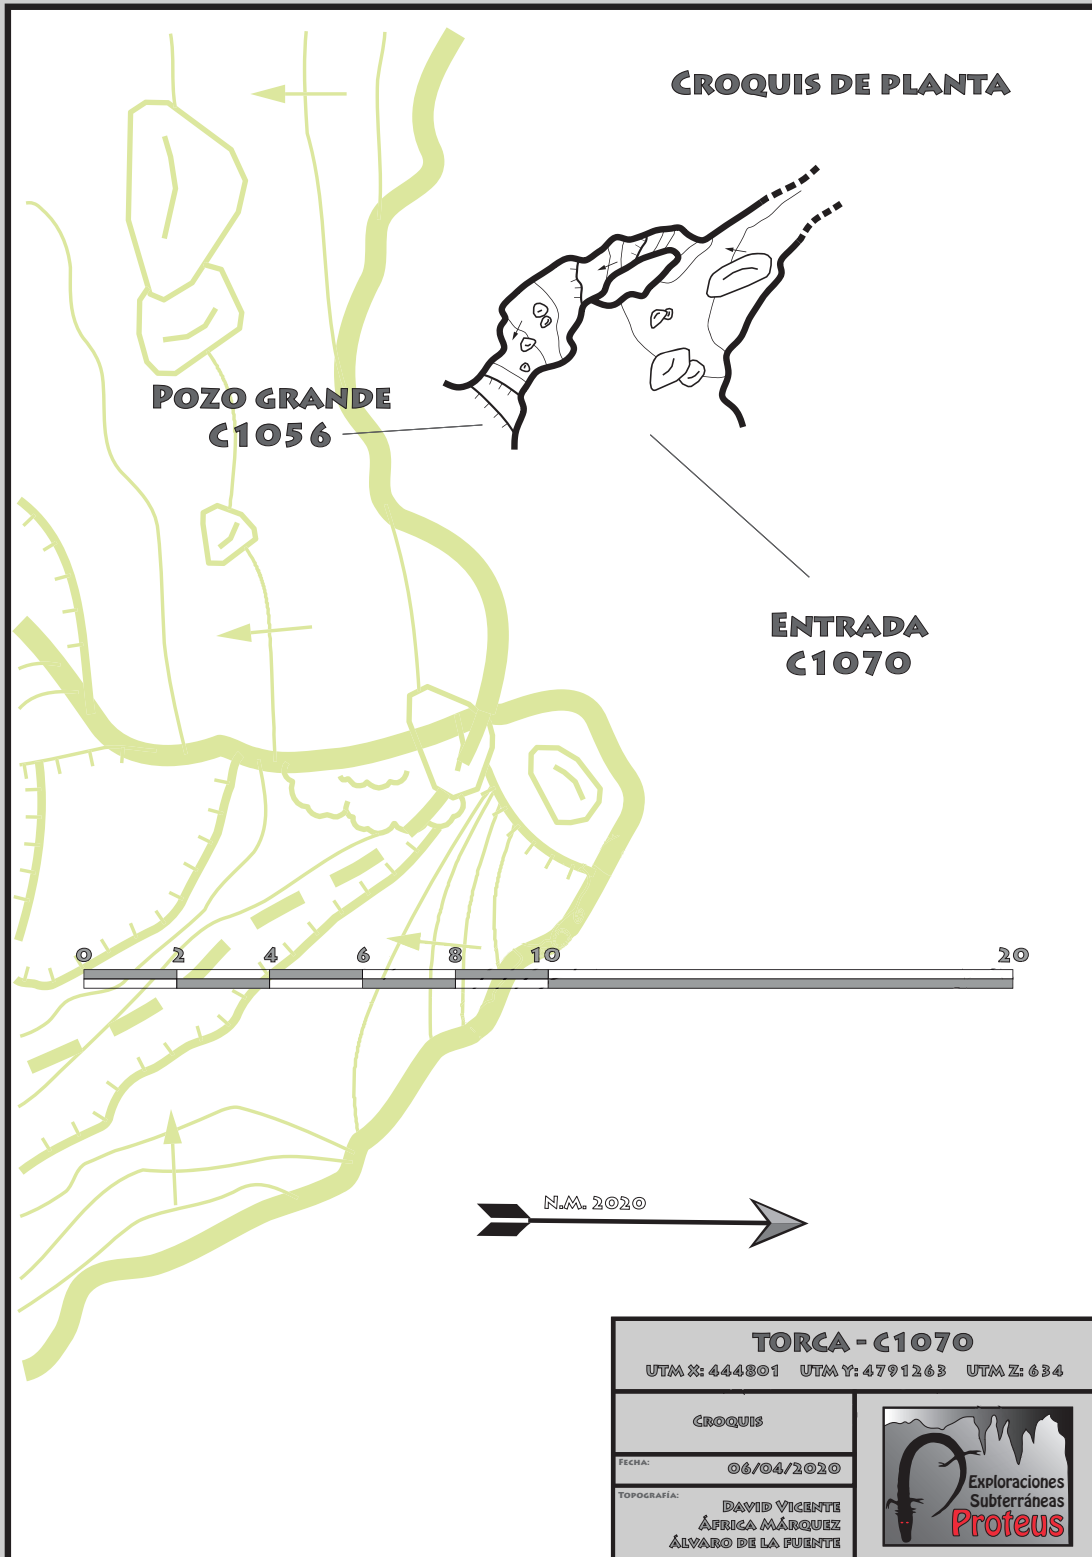 Croquis de planta
Pozo grande
C1056
Entrada
C1070
0 2 4 6 8 10 20
N.M. 2020
TORCA - C1070
UTM X: 444801 UTM Y: 4791263 UTM Z: 634
Croquis
Fecha:
06/04/2020
Topografía:
David Vicente
África Márquez
Álvaro de la Fuente
Exploraciones
Subterráneas
Proteus